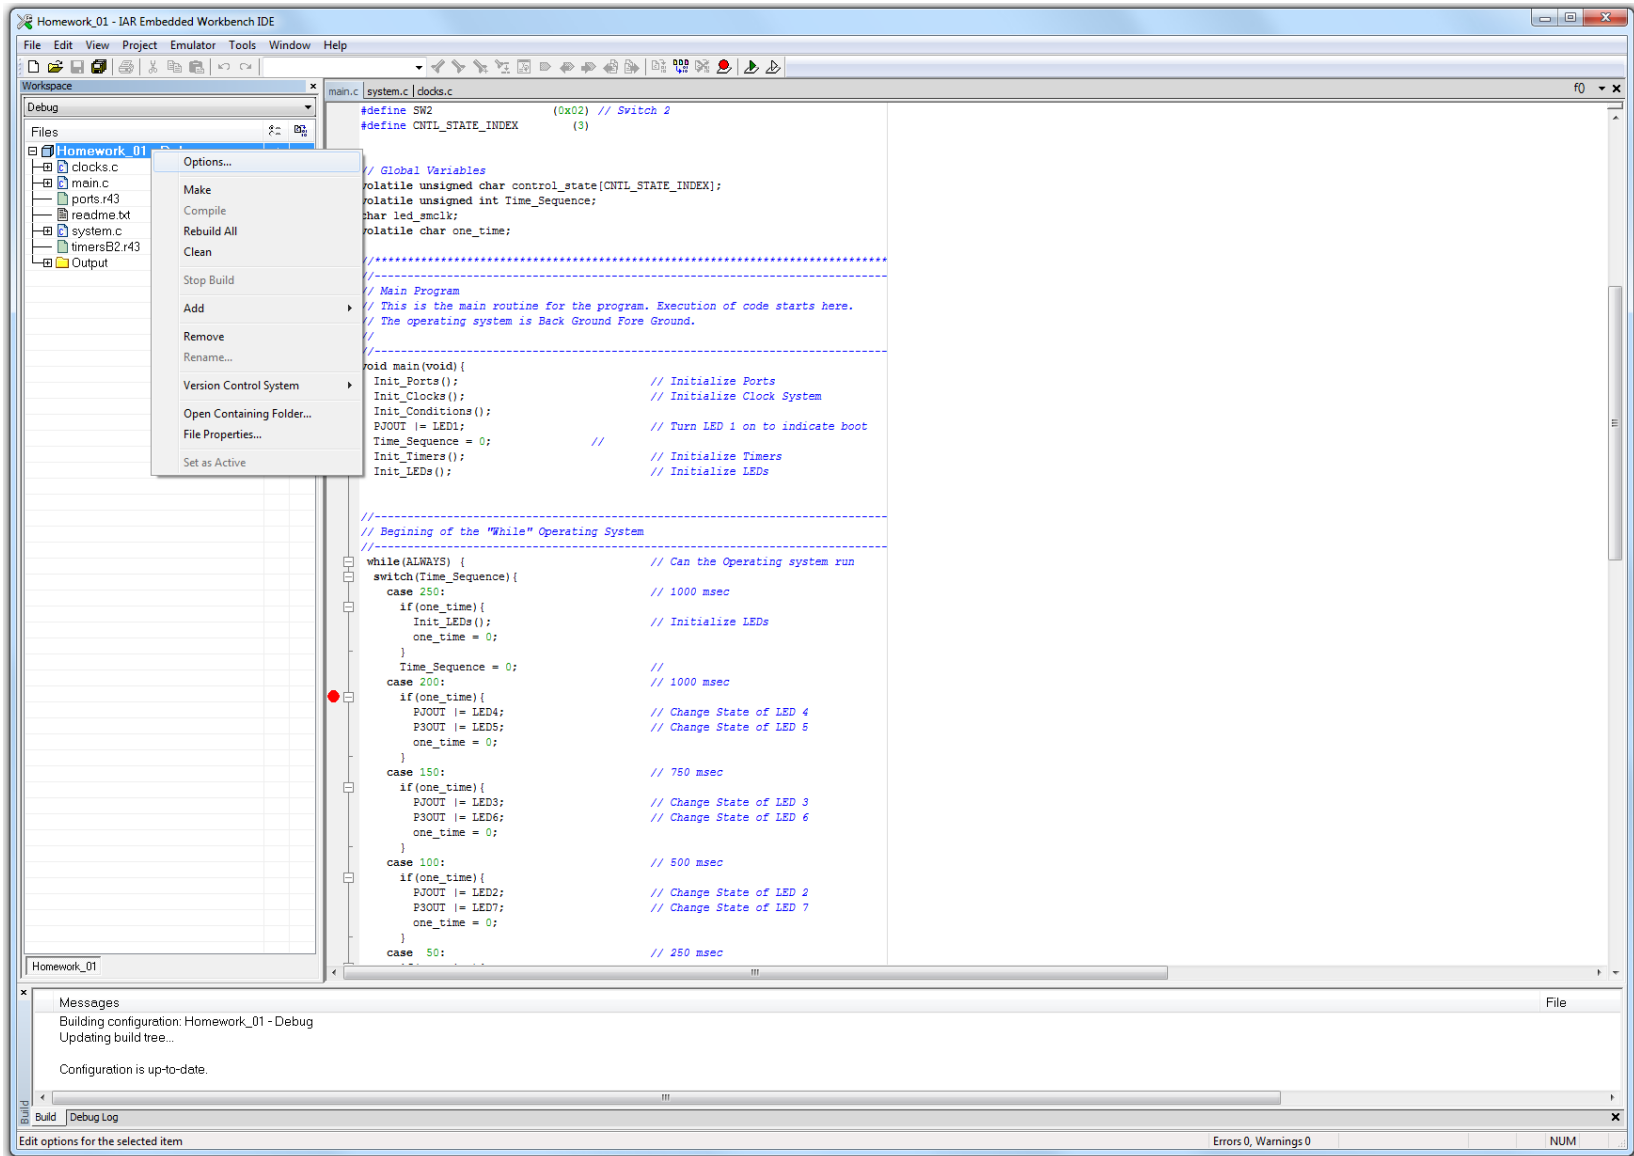 Homework_01 - IAR Embedded Workbench IDE
File Edit View Project Emulator Tools Window Help
Workspace
main.c system.c clocks.c f()
Debug
Files
Homework_01
clocks.c
main.c
ports.r43
readme.txt
system.c
timersB2.r43
Output
Options...
Make
Compile
Rebuild All
Clean
Stop Build
Add
Remove
Rename...
Version Control System
Open Containing Folder...
File Properties...
Set as Active
#define SW2 (0x02) // Switch 2
#define CNTL_STATE_INDEX (3)
/ Global Variables
volatile unsigned char control_state[CNTL_STATE_INDEX];
volatile unsigned int Time_Sequence;
char led_smclk;
volatile char one_time;
//******************************************************************************
//------------------------------------------------------------------------------
// Main Program
// This is the main routine for the program. Execution of code starts here.
// The operating system is Back Ground Fore Ground.
//
//------------------------------------------------------------------------------
void main(void){
Init_Ports(); // Initialize Ports
Init_Clocks(); // Initialize Clock System
Init_Conditions();
PJOUT |= LED1; // Turn LED 1 on to indicate boot
Time_Sequence = 0; //
Init_Timers(); // Initialize Timers
Init_LEDs(); // Initialize LEDs
//------------------------------------------------------------------------------
// Begining of the "While" Operating System
//------------------------------------------------------------------------------
while(ALWAYS) { // Can the Operating system run
switch(Time_Sequence){
case 250: // 1000 msec
if(one_time){
Init_LEDs(); // Initialize LEDs
one_time = 0;
}
Time_Sequence = 0; //
case 200: // 1000 msec
if(one_time){
PJOUT |= LED4; // Change State of LED 4
P3OUT |= LED5; // Change State of LED 5
one_time = 0;
}
case 150: // 750 msec
if(one_time){
PJOUT |= LED3; // Change State of LED 3
P3OUT |= LED6; // Change State of LED 6
one_time = 0;
}
case 100: // 500 msec
if(one_time){
PJOUT |= LED2; // Change State of LED 2
P3OUT |= LED7; // Change State of LED 7
one_time = 0;
}
case 50: // 250 msec
Homework_01
Messages File
Building configuration: Homework_01 - Debug
Updating build tree...
Configuration is up-to-date.
Build
Build Debug Log
Edit options for the selected item Errors 0, Warnings 0 NUM